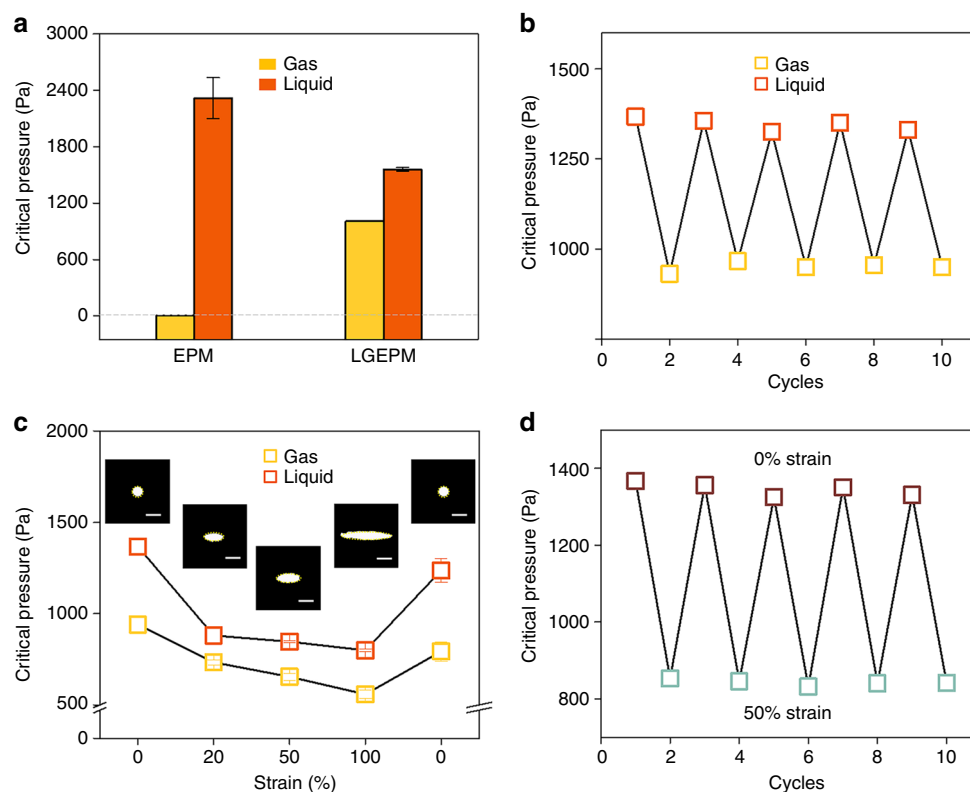 a
3000
2400
1800
1200
600
0
Critical pressure (Pa)
Gas
Liquid
EPM
LGEPM
b
1500
1250
1000
Critical pressure (Pa)
Gas
Liquid
0
2
4
6
8
10
Cycles
c
2000
1500
1000
500
0
Critical pressure (Pa)
Gas
Liquid
0
20
50
100
0
Strain (%)
d
1400
1200
1000
800
Critical pressure (Pa)
0% strain
50% strain
0
2
4
6
8
10
Cycles